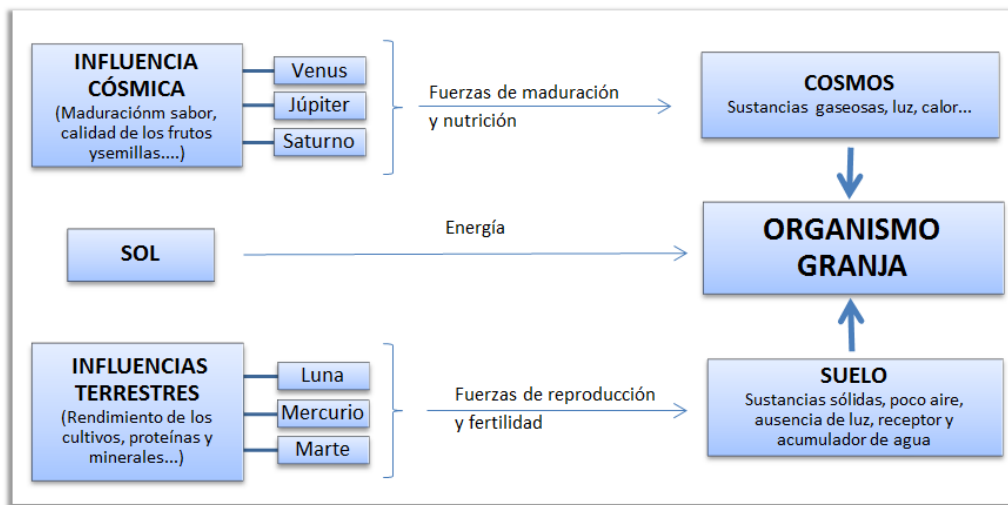 INFLUENCIA
CÓSMICA
(Maduraciónm sabor,
calidad de los frutos
ysemillas....)
Venus
Júpiter
Saturno
Fuerzas de maduración
y nutrición
COSMOS
Sustancias gaseosas, luz, calor...
SOL
Energía
ORGANISMO
GRANJA
INFLUENCIAS
TERRESTRES
(Rendimiento de los
cultivos, proteínas y
minerales...)
Luna
Mercurio
Marte
Fuerzas de reproducción
y fertilidad
SUELO
Sustancias sólidas, poco aire,
ausencia de luz, receptor y
acumulador de agua